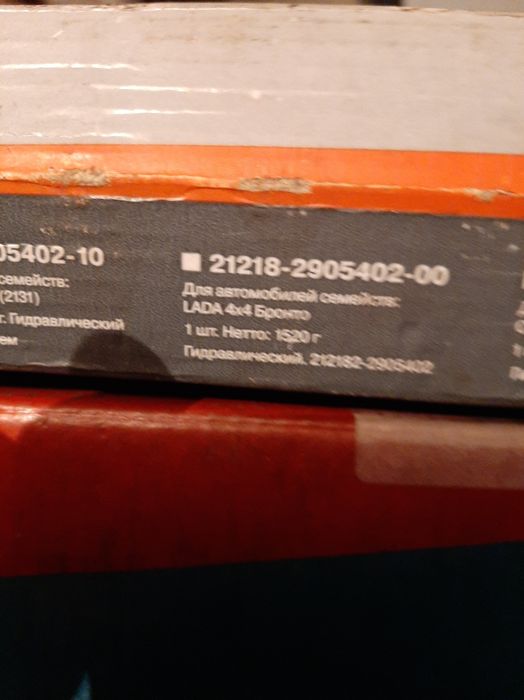 05402-10
семейств:
(2131)
г. Гидравлический
ем
21218-2905402-00
Для автомобилей семейств:
LADA 4x4 Бронто
1 шт. Нетто: 1520 г
Гидравлический. 212182-2905402